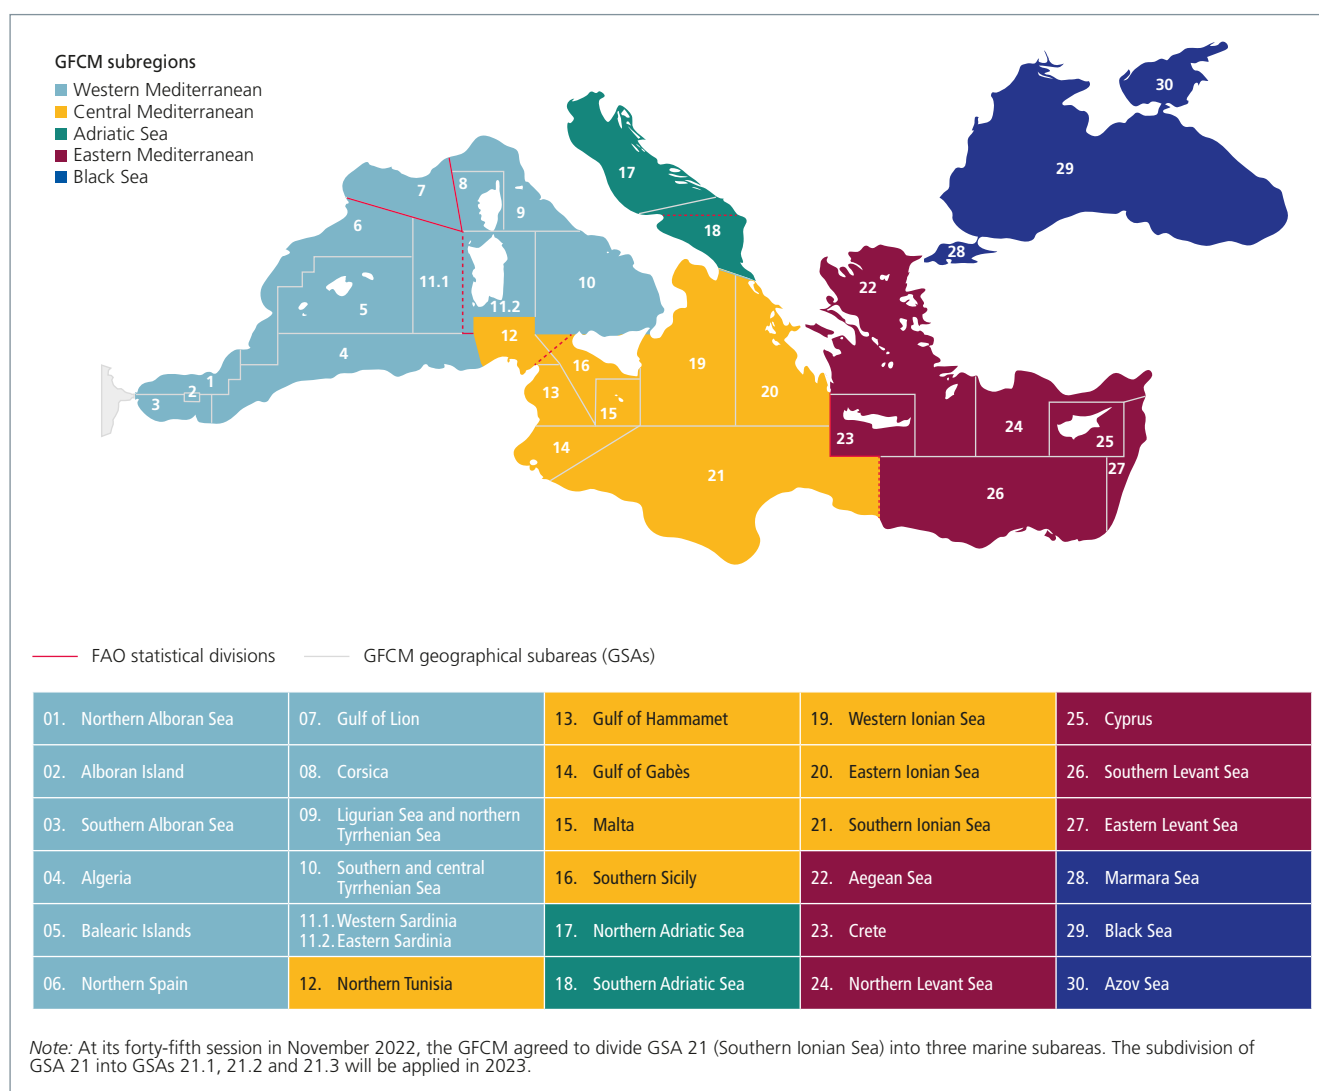 GFCM subregions
Western Mediterranean
Central Mediterranean
Adriatic Sea
Eastern Mediterranean
Black Sea
30
29
28
17
18
7
8
9
6
11.1
11.2
10
5
4
12
16
13
15
14
1
2
3
19
20
21
22
23
24
25
26
27
FAO statistical divisions
GFCM geographical subareas (GSAs)
01. Northern Alboran Sea
02. Alboran Island
03. Southern Alboran Sea
04. Algeria
05. Balearic Islands
06. Northern Spain
07. Gulf of Lion
08. Corsica
09. Ligurian Sea and northern
Tyrrhenian Sea
10. Southern and central
Tyrrhenian Sea
11.1. Western Sardinia
11.2. Eastern Sardinia
12. Northern Tunisia
13. Gulf of Hammamet
14. Gulf of Gabès
15. Malta
16. Southern Sicily
17. Northern Adriatic Sea
18. Southern Adriatic Sea
19. Western Ionian Sea
20. Eastern Ionian Sea
21. Southern Ionian Sea
22. Aegean Sea
23. Crete
24. Northern Levant Sea
25. Cyprus
26. Southern Levant Sea
27. Eastern Levant Sea
28. Marmara Sea
29. Black Sea
30. Azov Sea
Note: At its forty-fifth session in November 2022, the GFCM agreed to divide GSA 21 (Southern Ionian Sea) into three marine subareas. The subdivision of
GSA 21 into GSAs 21.1, 21.2 and 21.3 will be applied in 2023.